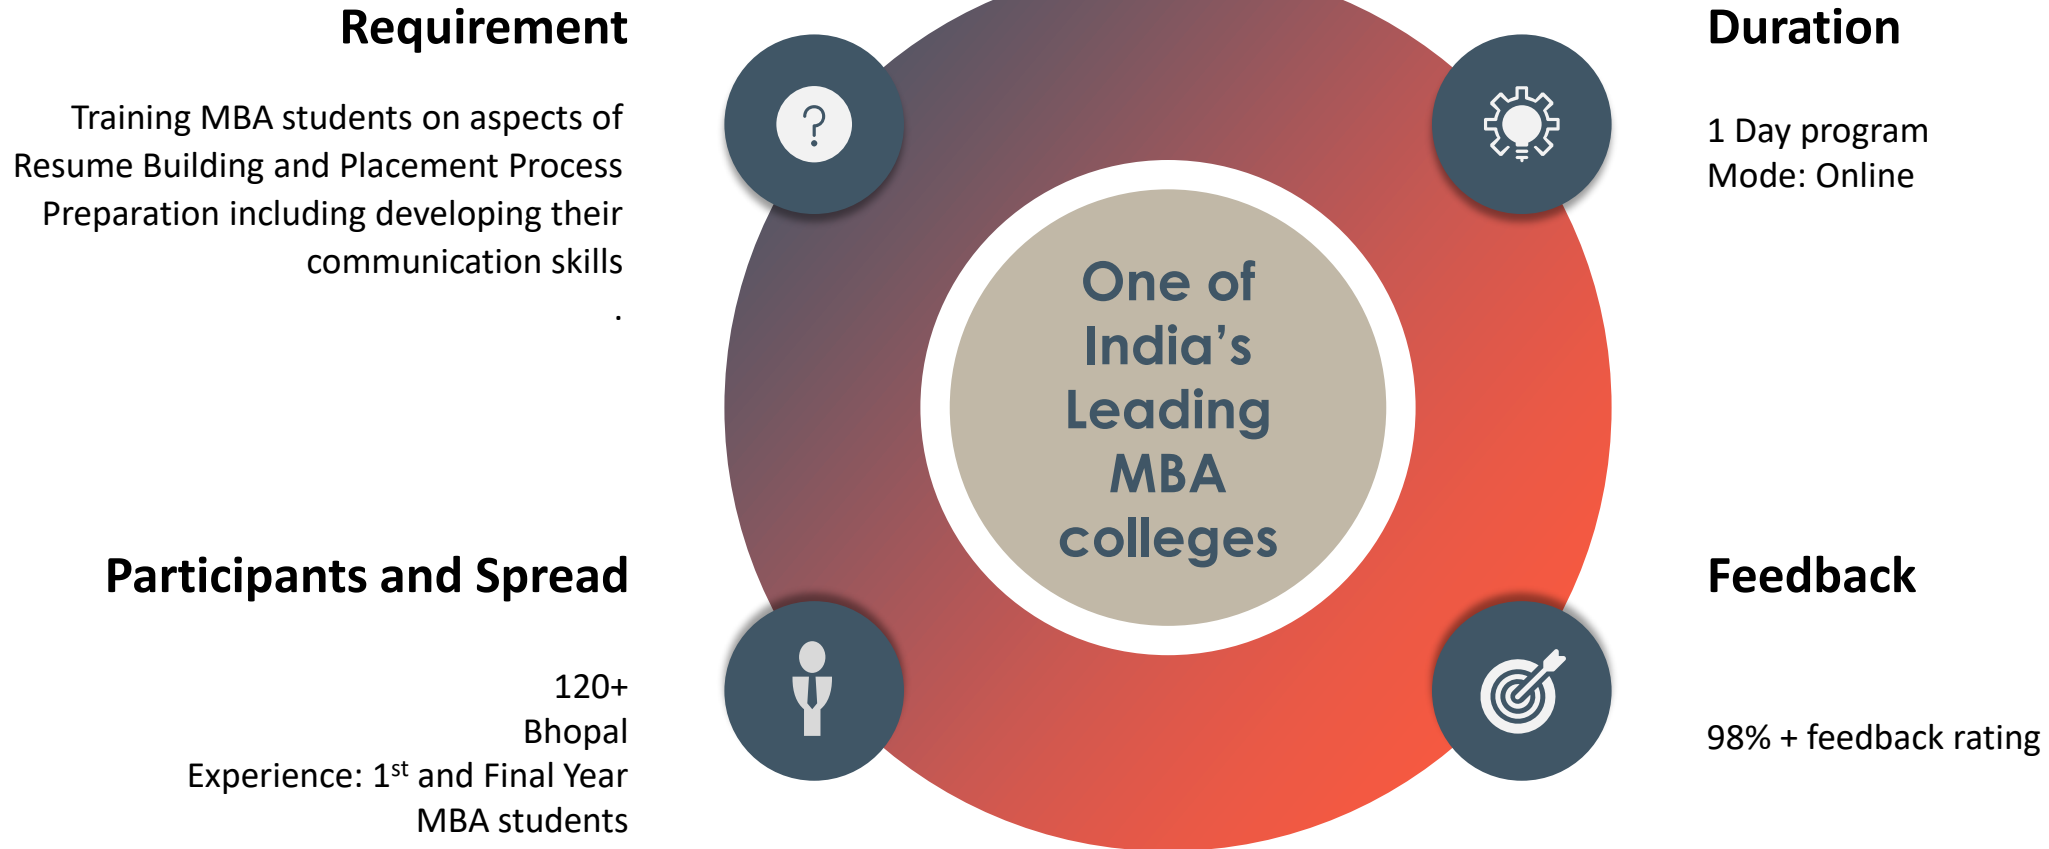 Requirement
Training MBA students on aspects of
Resume Building and Placement Process
Preparation including developing their
communication skills
.
Duration
1 Day program
Mode: Online
One of
India’s
Leading
MBA
colleges
Participants and Spread
120+
Bhopal
Experience: 1st and Final Year
MBA students
Feedback
98% + feedback rating